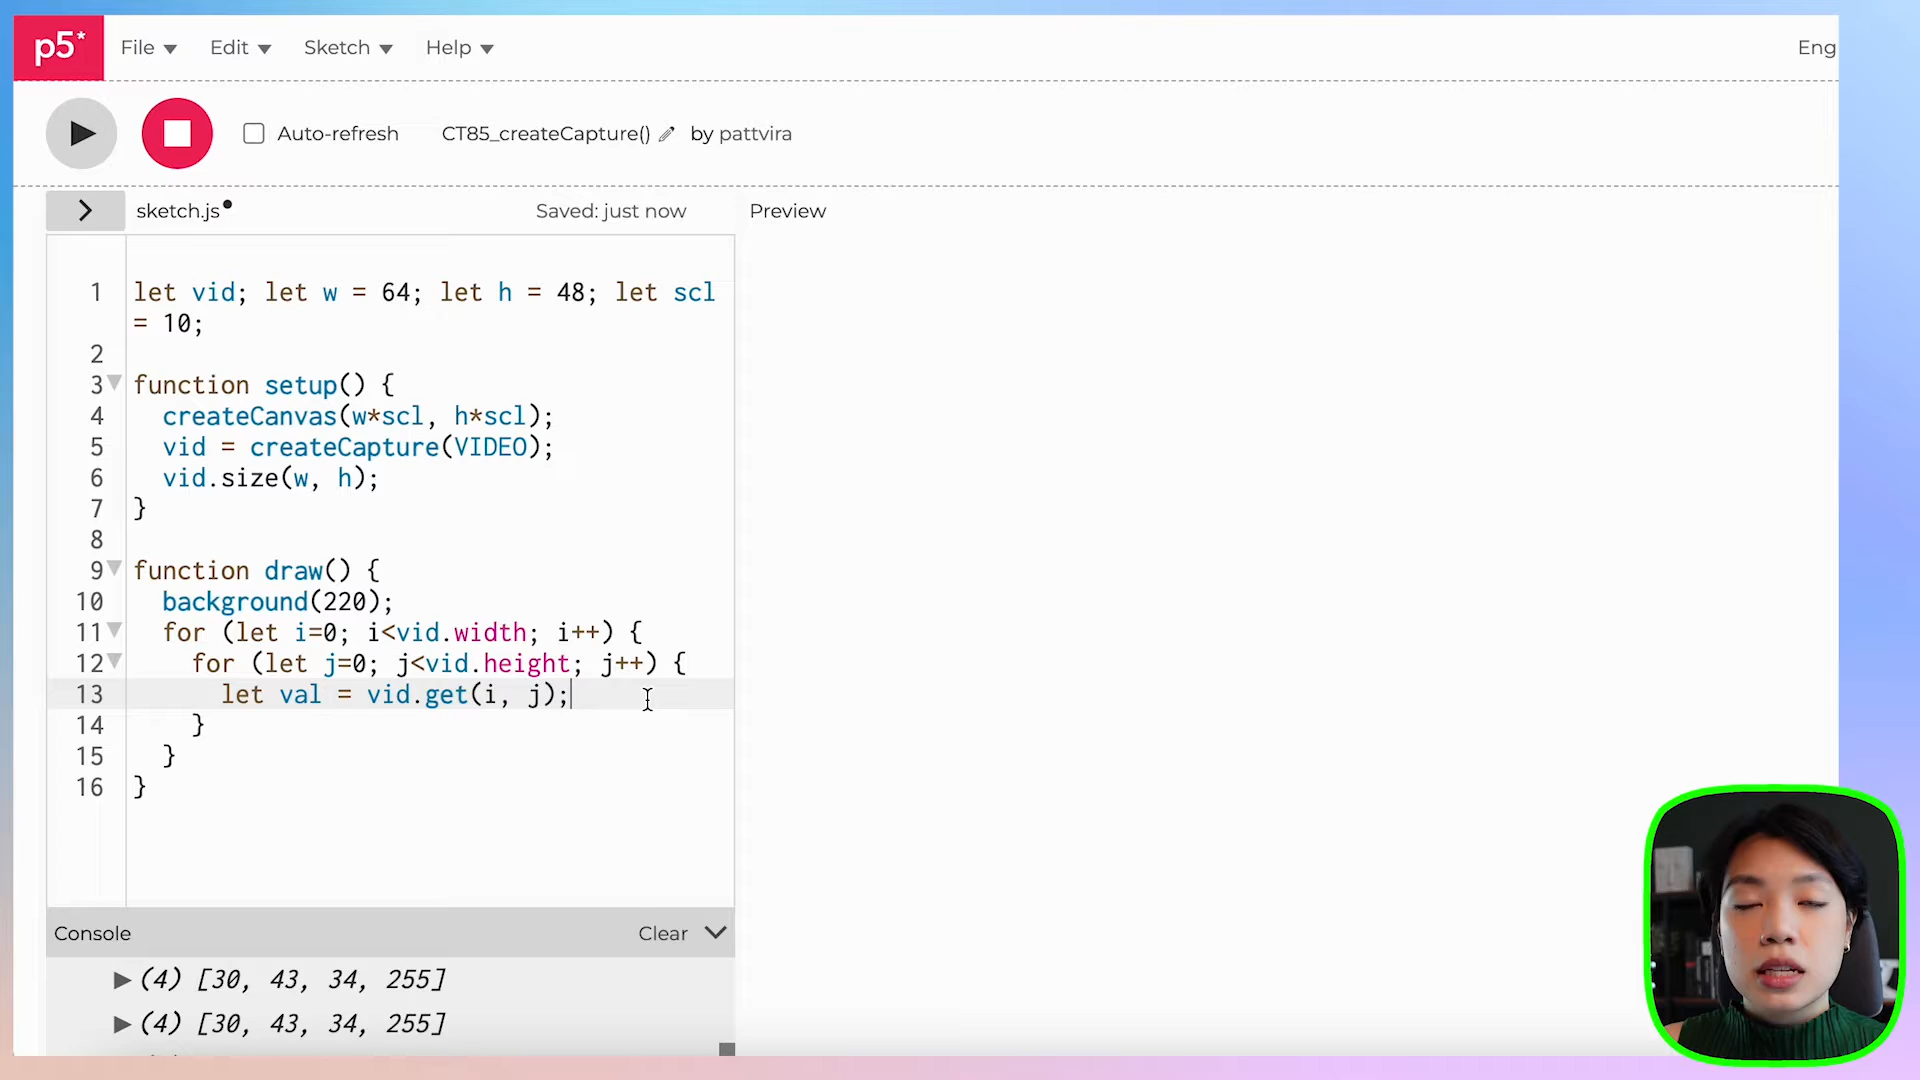 p5*
File Edit Sketch Help Eng
Auto-refresh CT85_createCapture() by pattvira
sketch.js Saved: just now Preview
1 let vid; let w = 64; let h = 48; let scl
= 10;
2
3 function setup() {
4 createCanvas(w*scl, h*scl);
5 vid = createCapture(VIDEO);
6 vid.size(w, h);
7 }
8
9 function draw() {
10 background(220);
11 for (let i=0; i<vid.width; i++) {
12 for (let j=0; j<vid.height; j++) {
13 let val = vid.get(i, j);
14 }
15 }
16 }
Console Clear
(4) [30, 43, 34, 255]
(4) [30, 43, 34, 255]